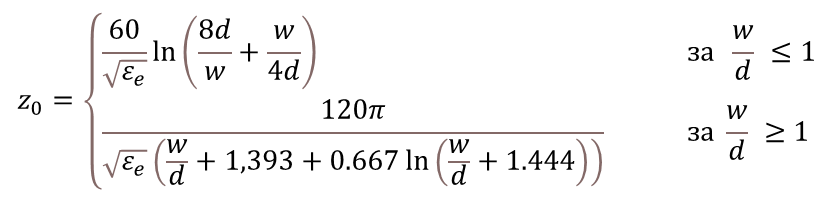 z₀ = { 60/√εₑ ln(8d/w + w/4d) за w/d ≤ 1
120π/(√εₑ (w/d + 1,393 + 0.667 ln(w/d + 1.444))) за w/d ≥ 1